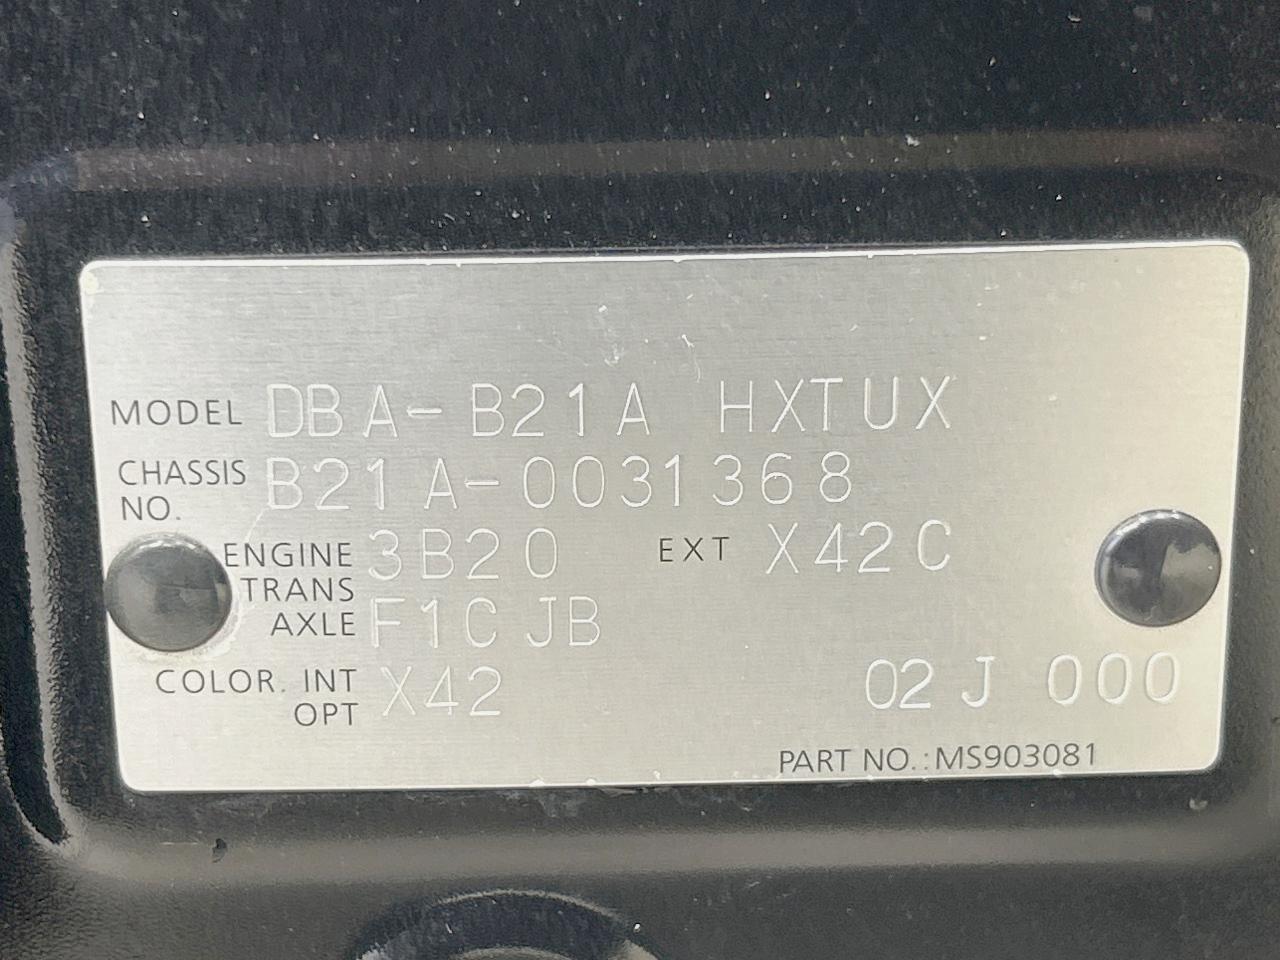 MODEL DBA-B21A HXTUX
CHASSIS NO. B21A-0031368
ENGINE 3B20 EXT X42C
TRANS AXLE F1CJB
COLOR. INT OPT X42 02J 000
PART NO.:MS903081